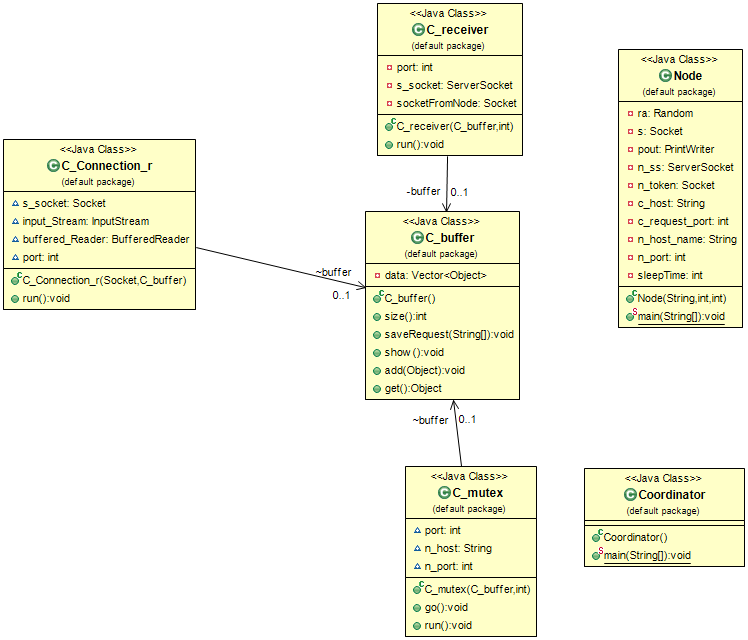 <<Java Class>>
C_receiver
(default package)
port: int
s_socket: ServerSocket
socketFromNode: Socket
C_receiver(C_buffer,int)
run():void
<<Java Class>>
Node
(default package)
ra: Random
s: Socket
pout: PrintWriter
n_ss: ServerSocket
n_token: Socket
c_host: String
c_request_port: int
n_host_name: String
n_port: int
sleepTime: int
Node(String,int,int)
main(String[]):void
<<Java Class>>
C_Connection_r
(default package)
s_socket: Socket
input_Stream: InputStream
buffered_Reader: BufferedReader
port: int
C_Connection_r(Socket,C_buffer)
run():void
-buffer
0..1
~buffer
0..1
<<Java Class>>
C_buffer
(default package)
data: Vector<Object>
C_buffer()
size():int
saveRequest(String[]):void
show():void
add(Object):void
get():Object
~buffer
0..1
<<Java Class>>
C_mutex
(default package)
port: int
n_host: String
n_port: int
C_mutex(C_buffer,int)
go():void
run():void
<<Java Class>>
Coordinator
(default package)
Coordinator()
main(String[]):void